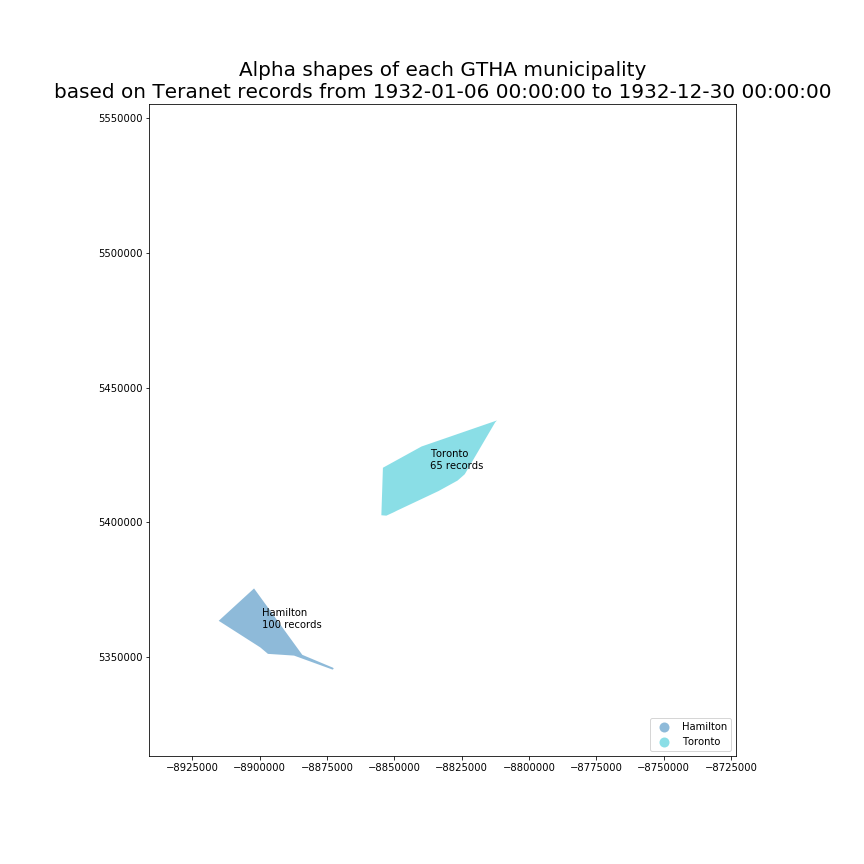 Alpha shapes of each GTHA municipality
based on Teranet records from 1932-01-06 00:00:00 to 1932-12-30 00:00:00
5550000
5500000
5450000
5400000
5350000
Toronto
65 records
Hamilton
100 records
Hamilton
Toronto
−8925000 −8900000 −8875000 −8850000 −8825000 −8800000 −8775000 −8750000 −8725000